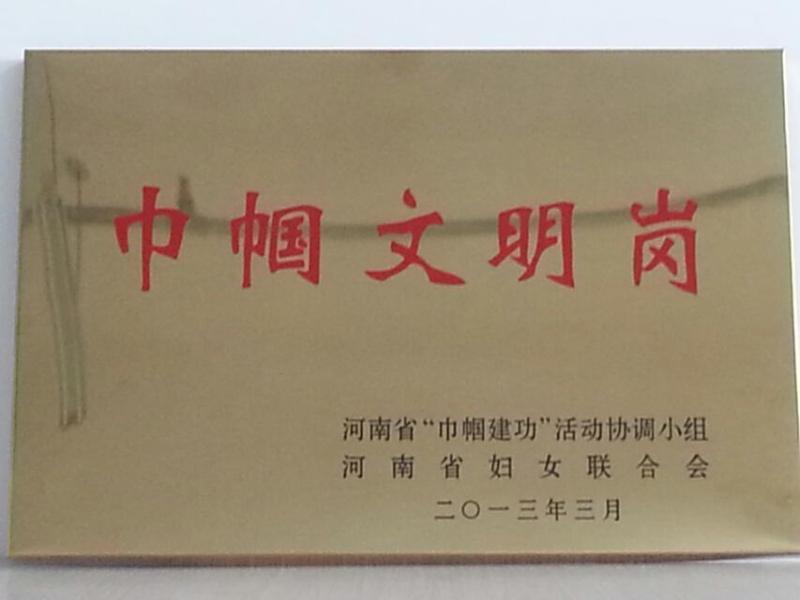 巾帼文明岗
河南省“巾帼建功”活动协调小组
河南省妇女联合会
二〇一三年三月